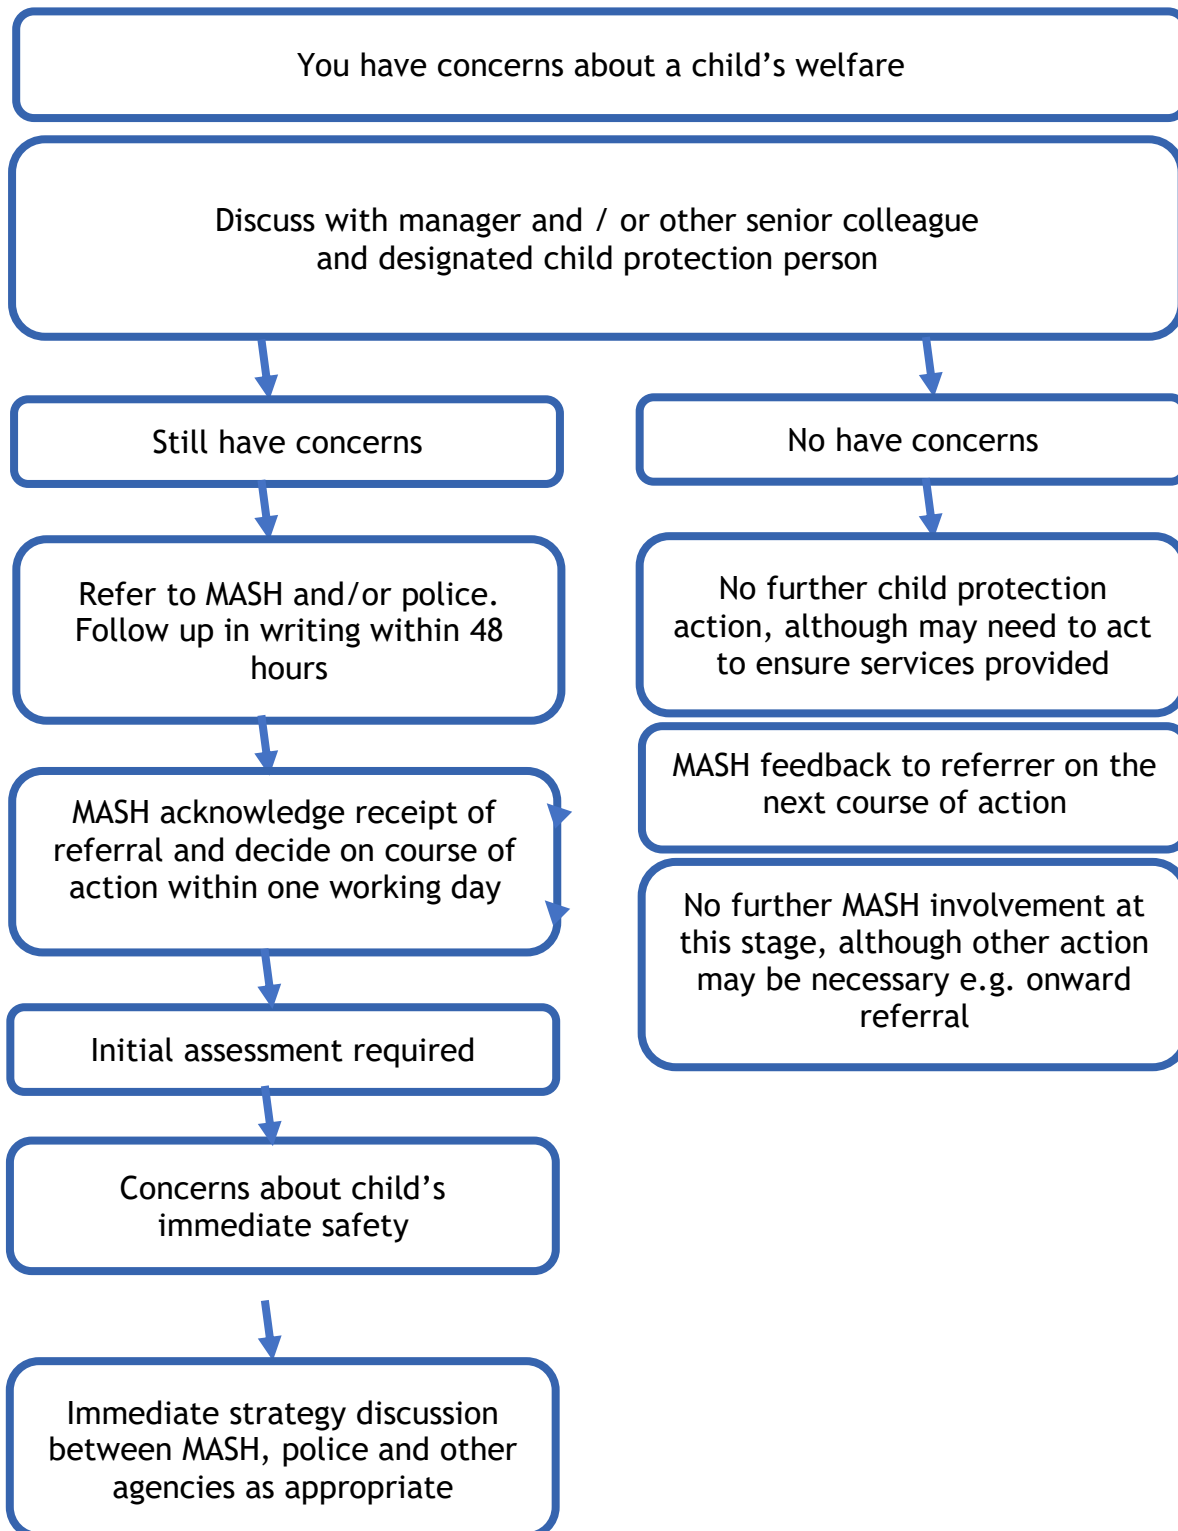 You have concerns about a child’s welfare
Discuss with manager and / or other senior colleague
and designated child protection person
Still have concerns
No have concerns
Refer to MASH and/or police.
Follow up in writing within 48
hours
No further child protection
action, although may need to act
to ensure services provided
MASH feedback to referrer on the
next course of action
MASH acknowledge receipt of
referral and decide on course of
action within one working day
No further MASH involvement at
this stage, although other action
may be necessary e.g. onward
referral
Initial assessment required
Concerns about child’s
immediate safety
Immediate strategy discussion
between MASH, police and other
agencies as appropriate